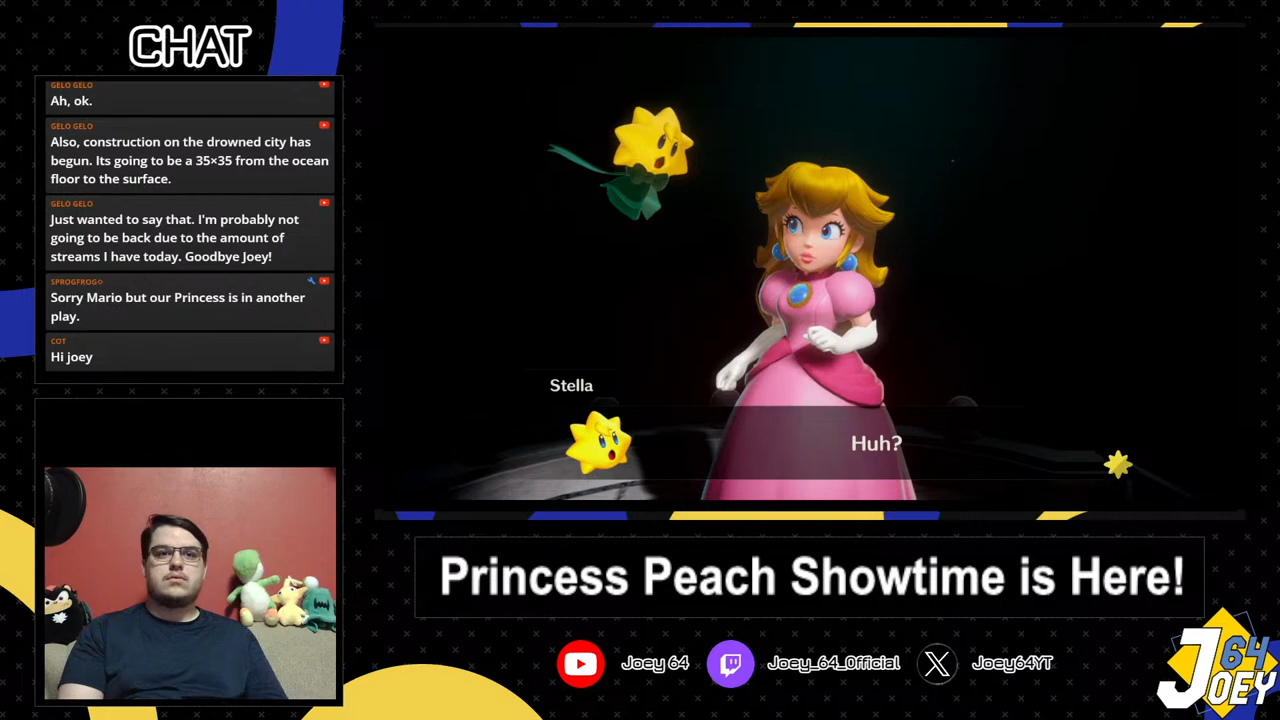 CHAT
GELO GELO
Ah, ok.
GELO GELO
Also, construction on the drowned city has
begun. Its going to be a 35×35 from the ocean
floor to the surface.
GELO GELO
Just wanted to say that. I'm probably not
going to be back due to the amount of
streams I have today. Goodbye Joey!
SPROGFROG
Sorry Mario but our Princess is in another
play.
COT
Hi joey
Stella
Huh?
Princess Peach Showtime is Here!
Joey 64
Joey_64_Official
Joey64YT
64
JOEY